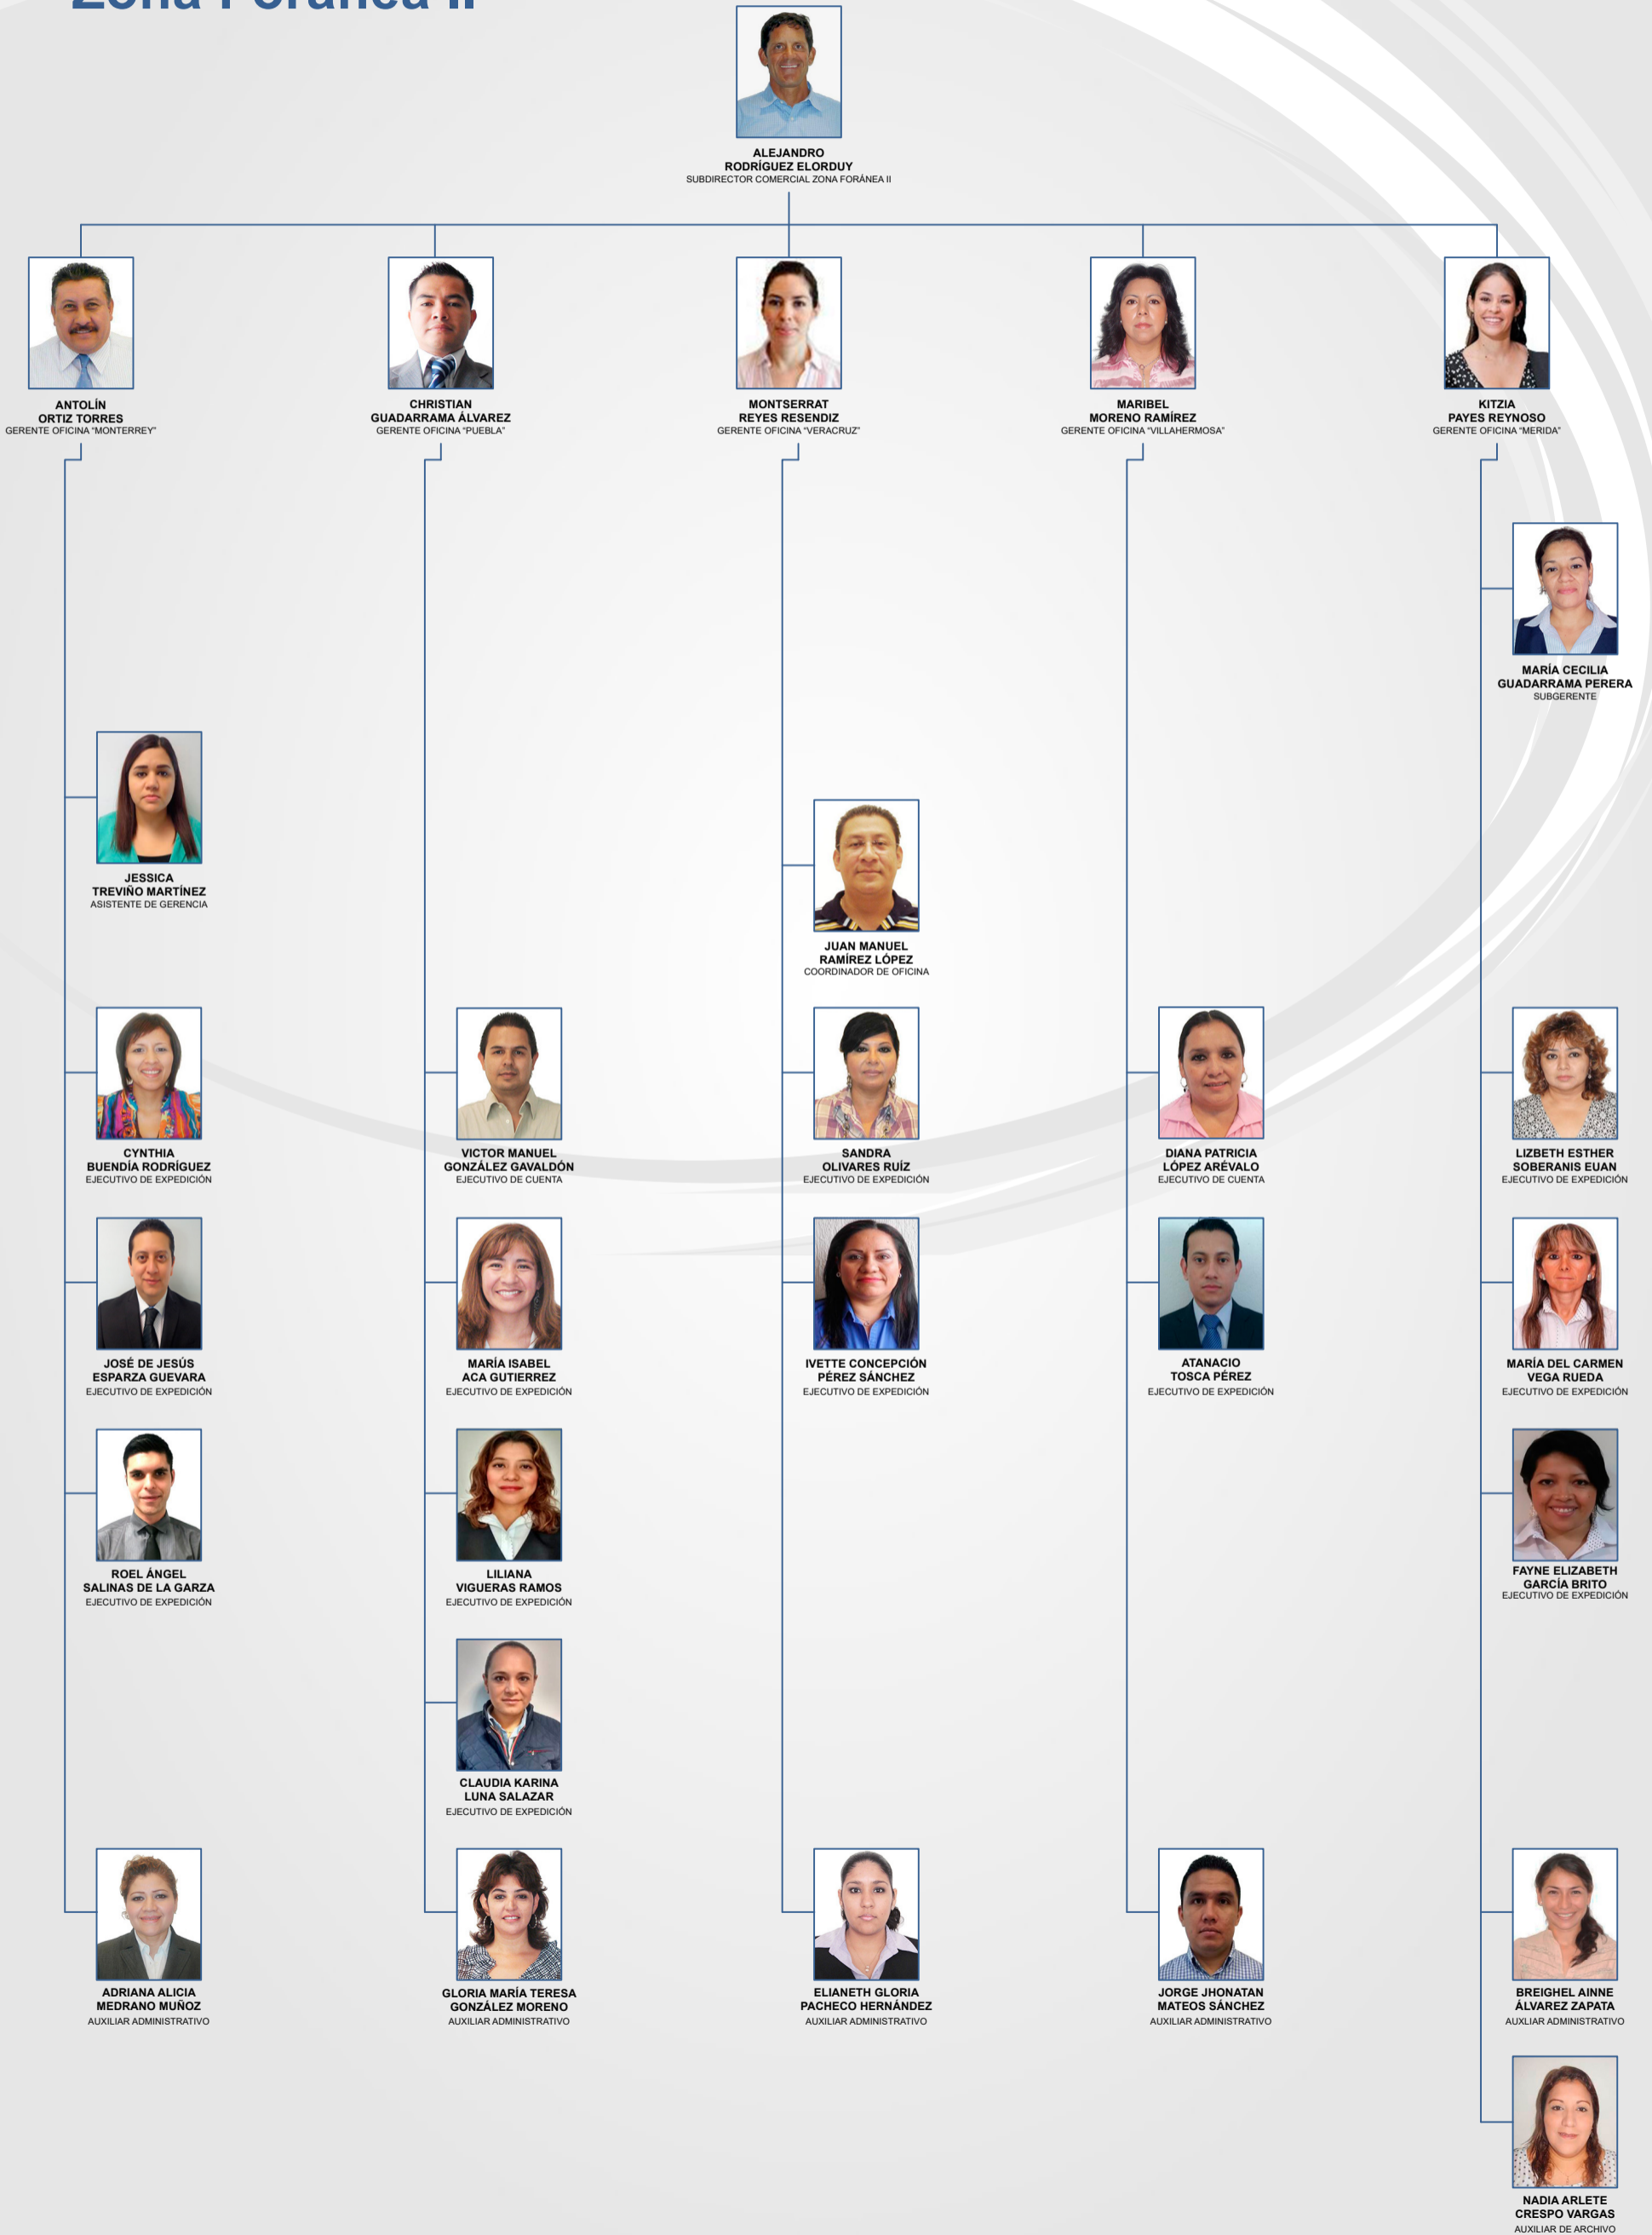 Zona Foránea II
ALEJANDRO
RODRÍGUEZ ELORDUY
SUBDIRECTOR COMERCIAL ZONA FORÁNEA II
ANTOLÍN
ORTIZ TORRES
GERENTE OFICINA “MONTERREY”
CHRISTIAN
GUADARRAMA ÁLVAREZ
GERENTE OFICINA “PUEBLA”
MONTSERRAT
REYES RESENDIZ
GERENTE OFICINA “VERACRUZ”
MARIBEL
MORENO RAMÍREZ
GERENTE OFICINA “VILLAHERMOSA”
KITZIA
PAYES REYNOSO
GERENTE OFICINA “MERIDA”
MARÍA CECILIA
GUADARRAMA PERERA
SUBGERENTE
JESSICA
TREVIÑO MARTÍNEZ
ASISTENTE DE GERENCIA
JUAN MANUEL
RAMÍREZ LÓPEZ
COORDINADOR DE OFICINA
CYNTHIA
BUENDÍA RODRÍGUEZ
EJECUTIVO DE EXPEDICIÓN
VICTOR MANUEL
GONZÁLEZ GAVALDÓN
EJECUTIVO DE CUENTA
SANDRA
OLIVARES RUÍZ
EJECUTIVO DE EXPEDICIÓN
DIANA PATRICIA
LÓPEZ ARÉVALO
EJECUTIVO DE CUENTA
LIZBETH ESTHER
SOBERANIS EUAN
EJECUTIVO DE EXPEDICIÓN
JOSÉ DE JESÚS
ESPARZA GUEVARA
EJECUTIVO DE EXPEDICIÓN
MARÍA ISABEL
ACA GUTIERREZ
EJECUTIVO DE EXPEDICIÓN
IVETTE CONCEPCIÓN
PÉREZ SÁNCHEZ
EJECUTIVO DE EXPEDICIÓN
ATANACIO
TOSCA PÉREZ
EJECUTIVO DE EXPEDICIÓN
MARÍA DEL CARMEN
VEGA RUEDA
EJECUTIVO DE EXPEDICIÓN
ROEL ÁNGEL
SALINAS DE LA GARZA
EJECUTIVO DE EXPEDICIÓN
LILIANA
VIGUERAS RAMOS
EJECUTIVO DE EXPEDICIÓN
FAYNE ELIZABETH
GARCÍA BRITO
EJECUTIVO DE EXPEDICIÓN
CLAUDIA KARINA
LUNA SALAZAR
EJECUTIVO DE EXPEDICIÓN
ADRIANA ALICIA
MEDRANO MUÑOZ
AUXILIAR ADMINISTRATIVO
GLORIA MARÍA TERESA
GONZÁLEZ MORENO
AUXILIAR ADMINISTRATIVO
ELIANETH GLORIA
PACHECO HERNÁNDEZ
AUXILIAR ADMINISTRATIVO
JORGE JHONATAN
MATEOS SÁNCHEZ
AUXILIAR ADMINISTRATIVO
BREIGHEL AINNE
ÁLVAREZ ZAPATA
AUXLIAR ADMINISTRATIVO
NADIA ARLETE
CRESPO VARGAS
AUXILIAR DE ARCHIVO